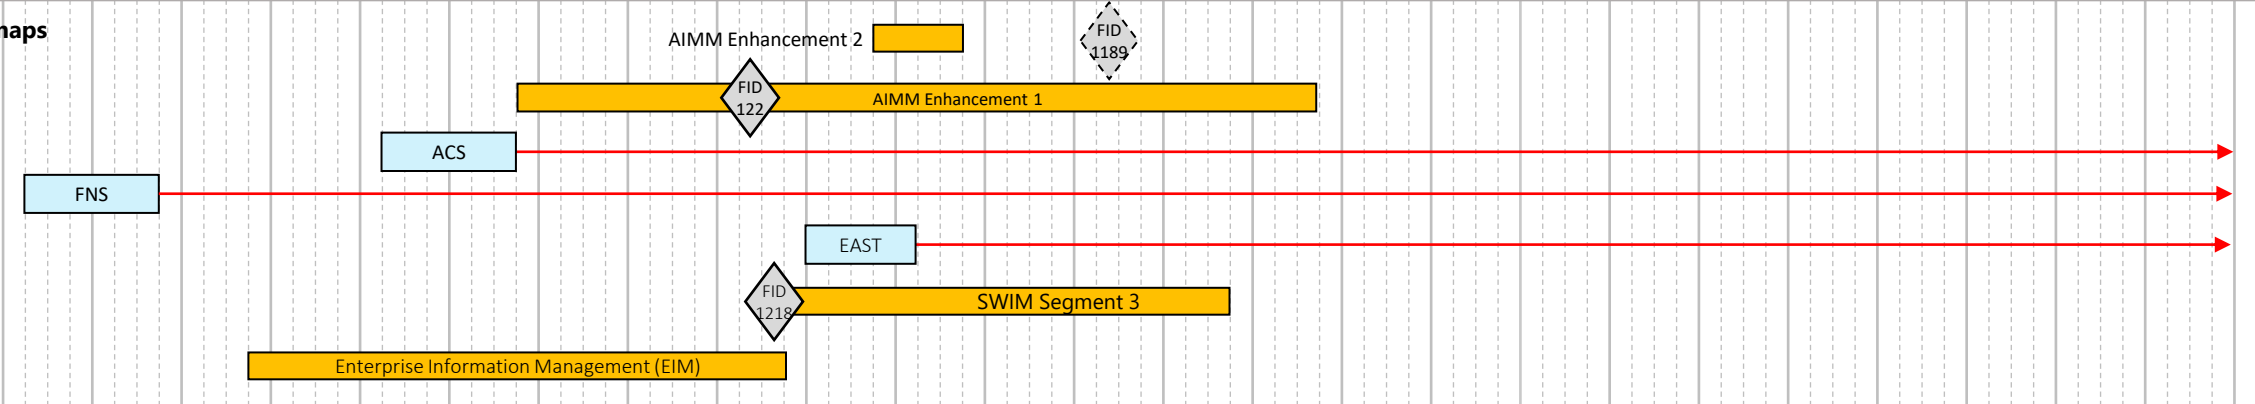 AIMM Enhancement 2
FID
1189
FID
122
AIMM Enhancement 1
ACS
FNS
EAST
FID
1218
SWIM Segment 3
Enterprise Information Management (EIM)